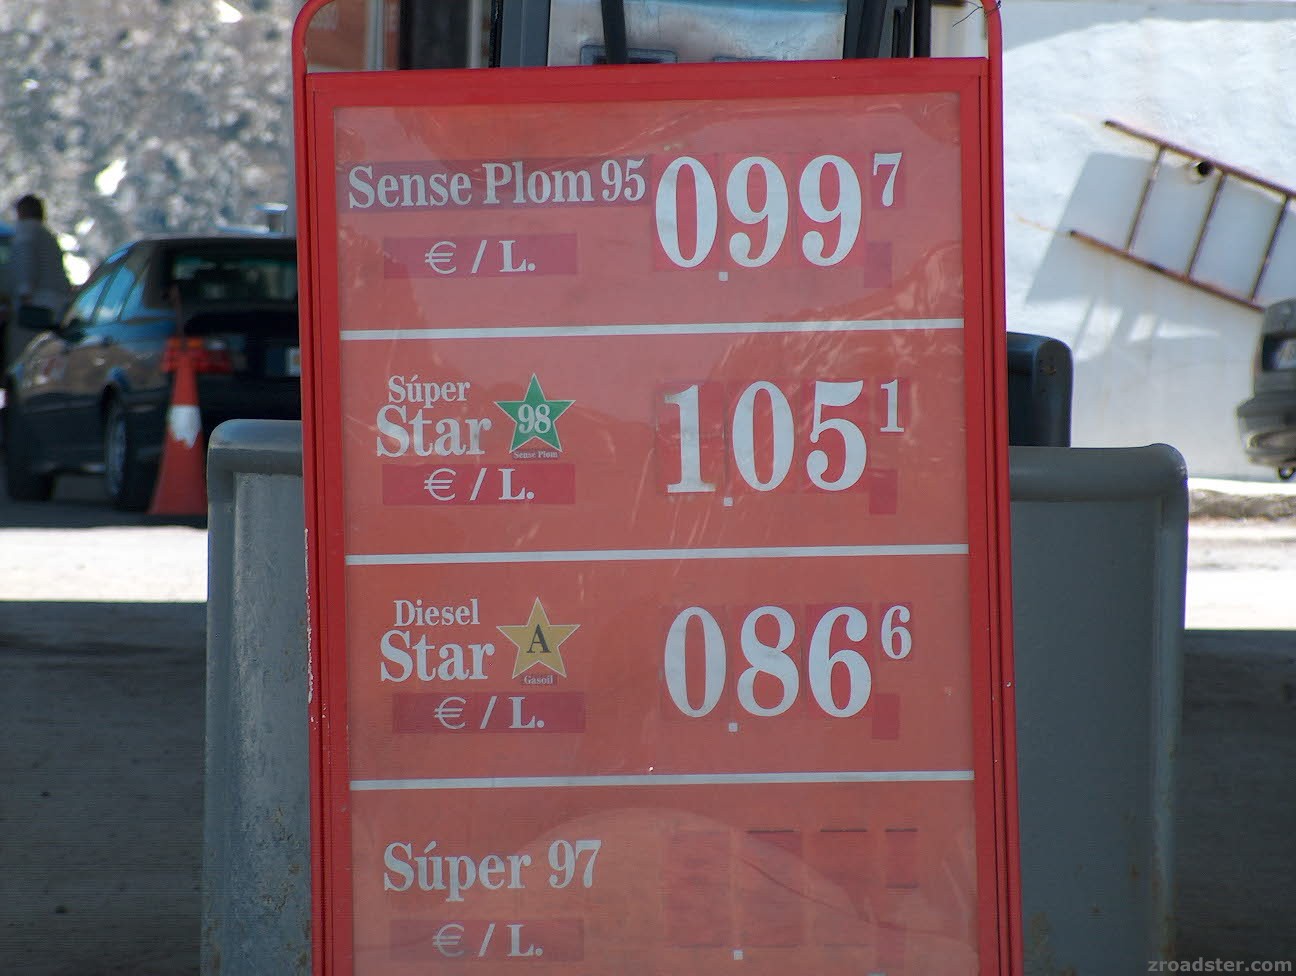 Sense Plom 95 0.99 7
€ / L.
Súper
Star 98 1.05 1
Sense Plom
€ / L.
Diesel
Star A 0.86 6
Gasoil
€ / L.
Súper 97 .
€ / L.
zroadster.com